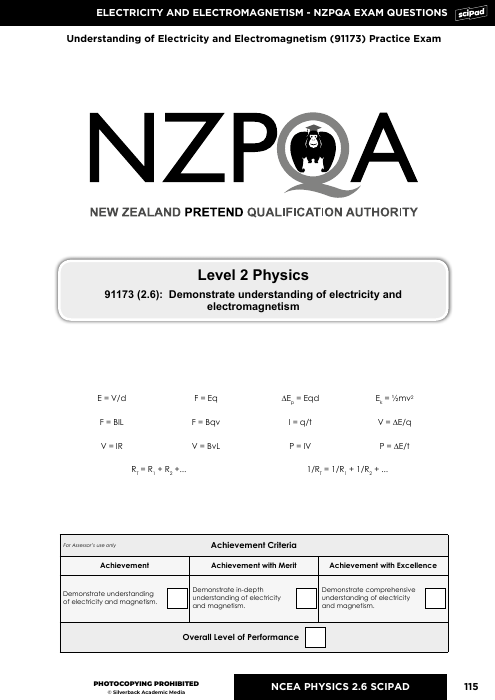 ELECTRICITY AND ELECTROMAGNETISM - NZPQA EXAM QUESTIONS scipad
Understanding of Electricity and Electromagnetism (91173) Practice Exam
NZPQA
NEW ZEALAND PRETEND QUALIFICATION AUTHORITY
Level 2 Physics
91173 (2.6): Demonstrate understanding of electricity and
electromagnetism
E = V/d F = Eq ΔEₚ = Eqd Eₖ = ½mv²
F = BIL F = Bqv I = q/t V = ΔE/q
V = IR V = BvL P = IV P = ΔE/t
R_T = R₁ + R₂ +... 1/R_T = 1/R₁ + 1/R₂ + ...
For Assessor's use only Achievement Criteria
Achievement Achievement with Merit Achievement with Excellence
Demonstrate understanding of electricity and magnetism.
Demonstrate in-depth understanding of electricity and magnetism.
Demonstrate comprehensive understanding of electricity and magnetism.
Overall Level of Performance
PHOTOCOPYING PROHIBITED
© Silverback Academic Media
NCEA PHYSICS 2.6 SCIPAD 115